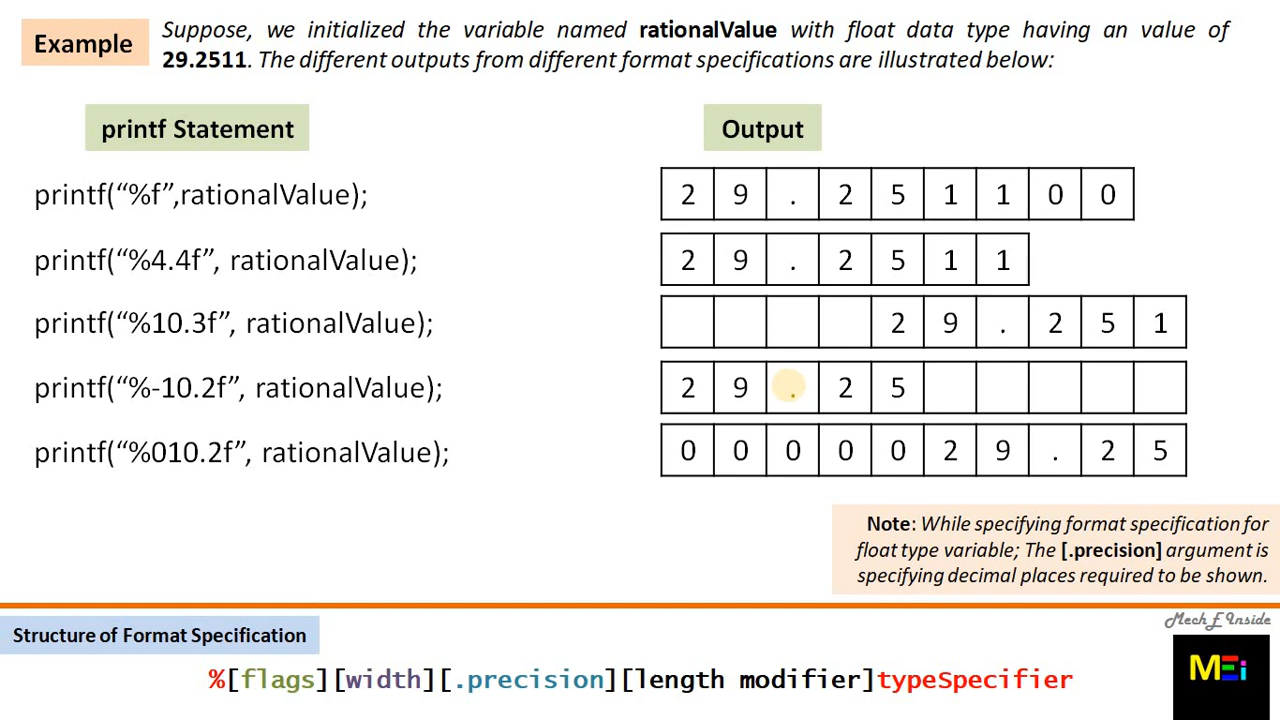 Example
Suppose, we initialized the variable named rationalValue with float data type having an value of
29.2511. The different outputs from different format specifications are illustrated below:
printf Statement
Output
printf(“%f”,rationalValue);
2 9 . 2 5 1 1 0 0
printf(“%4.4f”, rationalValue);
2 9 . 2 5 1 1
printf(“%10.3f”, rationalValue);
2 9 . 2 5 1
printf(“%-10.2f”, rationalValue);
2 9 . 2 5
printf(“%010.2f”, rationalValue);
0 0 0 0 0 2 9 . 2 5
Note: While specifying format specification for
float type variable; The [.precision] argument is
specifying decimal places required to be shown.
Structure of Format Specification
Mech E Inside
%[flags][width][.precision][length modifier]typeSpecifier
MEi